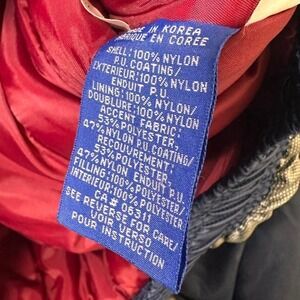 MADE IN KOREA
FABRIQUE EN COREE
SHELL: 100% NYLON
P.U. COATING/
EXTERIEUR: 100% NYLON
ENDUIT P.U.
LINING: 100% NYLON/
DOUBLURE: 100% NYLON
ACCENT FABRIC:
53% POLYESTER,
47% NYLON P.U. COATING/
RECOUVREMENT:
53% POLYESTER,
47% NYLON ENDUIT P.U.
FILLING: 100% POLYESTER/
INTERIEUR: 100% POLYESTER
CA# 06311
SEE REVERSE FOR CARE/
VOIR VERSO
POUR INSTRUCTION